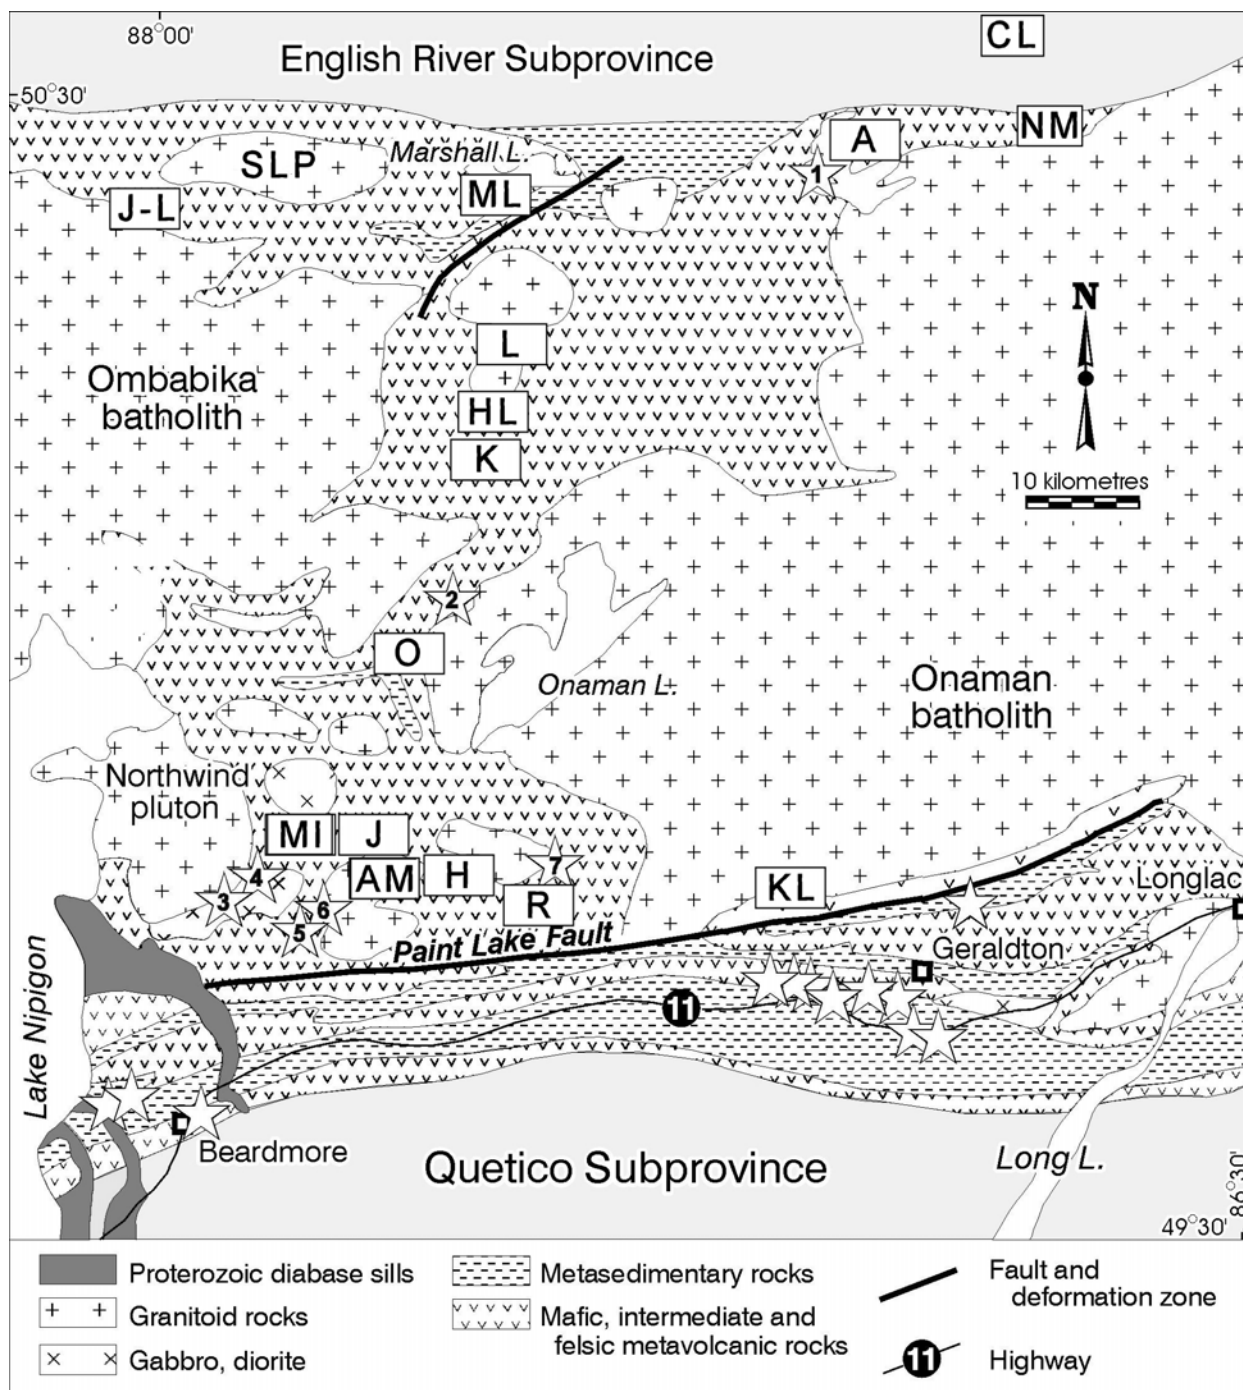 88°00'
CL
English River Subprovince
50°30'
A
NM
SLP
Marshall L.
1
J-L
ML
N
L
Ombabika
batholith
HL
K
10 kilometres
2
O
Onaman L.
Onaman
batholith
Northwind
pluton
MI
J
AM
H
7
4
3
6
5
R
KL
Longlac
Paint Lake Fault
Geraldton
11
Lake Nipigon
Beardmore
Quetico Subprovince
Long L.
86°30'
49°30'
Proterozoic diabase sills
Granitoid rocks
Gabbro, diorite
Metasedimentary rocks
Mafic, intermediate and
felsic metavolcanic rocks
Fault and
deformation zone
11
Highway